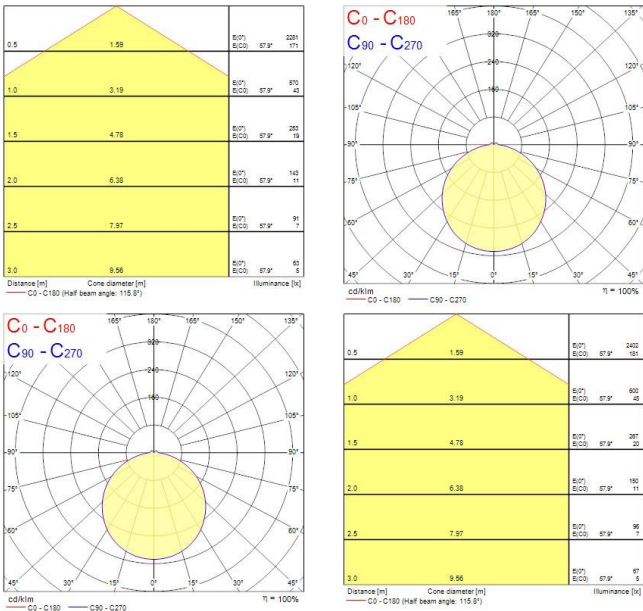 E(0°) 2281
0.5 1.59 E(C0) 57.9° 171
E(0°) 570
1.0 3.19 E(C0) 57.9° 43
E(0°) 253
1.5 4.78 E(C0) 57.9° 19
E(0°) 143
2.0 6.38 E(C0) 57.9° 11
E(0°) 91
2.5 7.97 E(C0) 57.9° 7
E(0°) 63
3.0 9.56 E(C0) 57.9° 5
Distance [m] Cone diameter [m] Illuminance [lx]
C0 - C180 (Half beam angle: 115.8°)
C0 - C180
C90 - C270
165° 180° 165°
320
120° 240 120°
160
105° 105°
90° 90°
75° 75°
60° 60°
45° 30° 15° 0° 15° 30° 45°
cd/klm η = 100%
C0 - C180 C90 - C270
C0 - C180
C90 - C270
165° 180° 165°
320
120° 240 120°
160
105° 105°
90° 90°
75° 75°
60° 60°
45° 30° 15° 0° 15° 30° 45°
cd/klm η = 100%
C0 - C180 C90 - C270
E(0°) 2402
0.5 1.59 E(C0) 57.9° 181
E(0°) 600
1.0 3.19 E(C0) 57.9° 45
E(0°) 267
1.5 4.78 E(C0) 57.9° 20
E(0°) 150
2.0 6.38 E(C0) 57.9° 11
E(0°) 96
2.5 7.97 E(C0) 57.9° 7
E(0°) 67
3.0 9.56 E(C0) 57.9° 5
Distance [m] Cone diameter [m] Illuminance [lx]
C0 - C180 (Half beam angle: 115.8°)